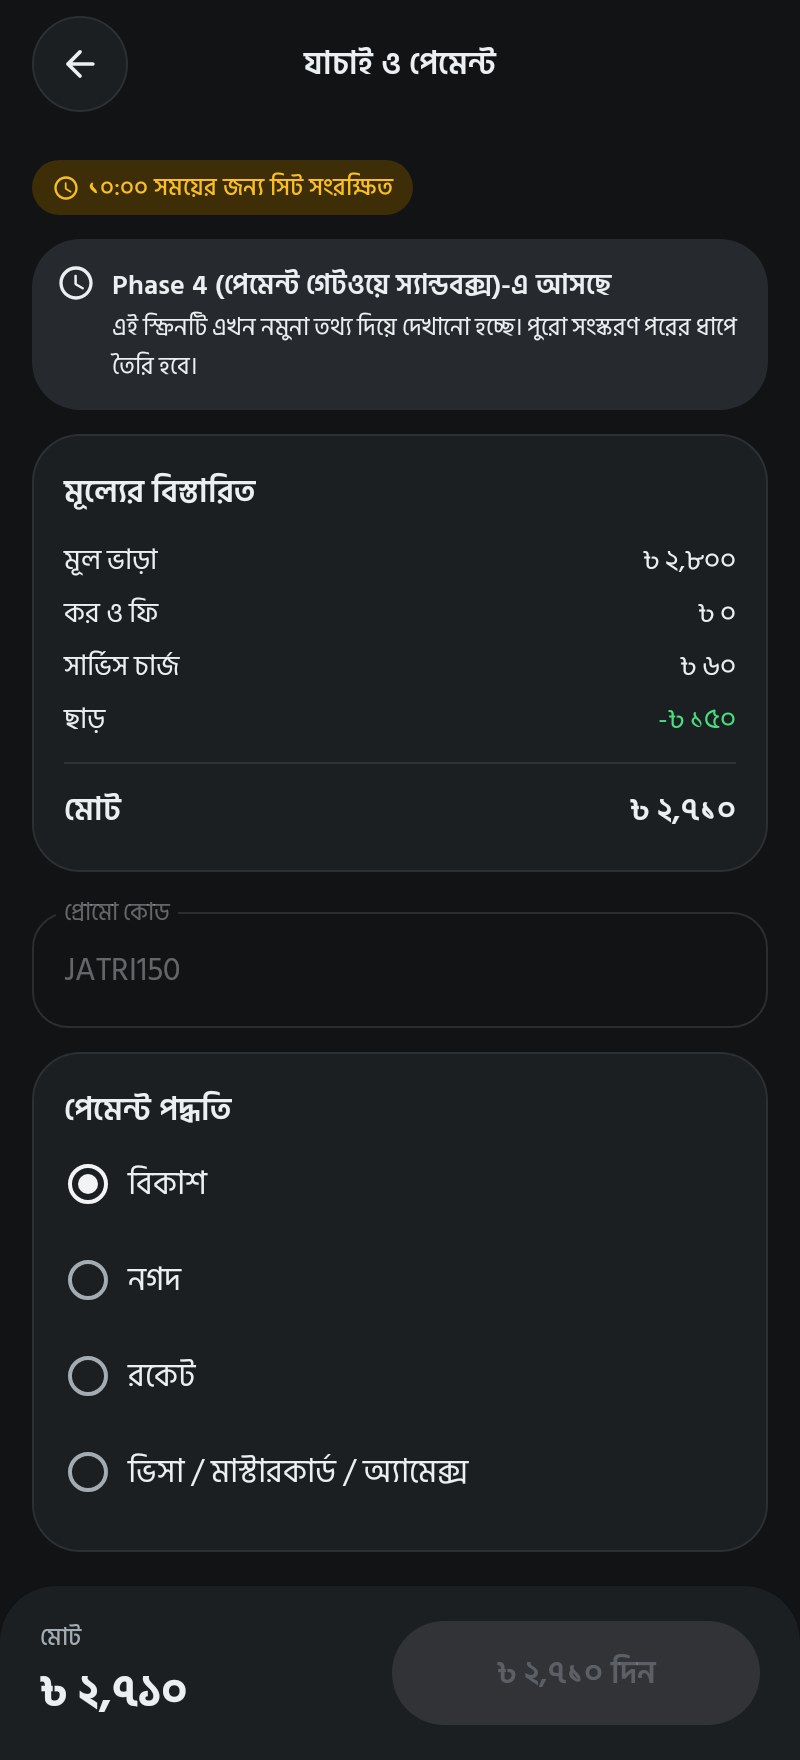 যাচাই ও পেমেন্ট
১০:০০ সময়ের জন্য সিট সংরক্ষিত
Phase 4 (পেমেন্ট গেটওয়ে স্যান্ডবক্স)-এ আসছে
এই স্ক্রিনটি এখন নমুনা তথ্য দিয়ে দেখানো হচ্ছে। পুরো সংস্করণ পরের ধাপে
তৈরি হবে।
মূল্যের বিস্তারিত
মূল ভাড়া ৳ ২,৮০০
কর ও ফি ৳ ০
সার্ভিস চার্জ ৳ ৬০
ছাড় -৳ ১৫০
মোট ৳ ২,৭১০
প্রোমো কোড
JATRI150
পেমেন্ট পদ্ধতি
বিকাশ
নগদ
রকেট
ভিসা / মাস্টারকার্ড / অ্যামেক্স
মোট
৳ ২,৭১০
৳ ২,৭১০ দিন